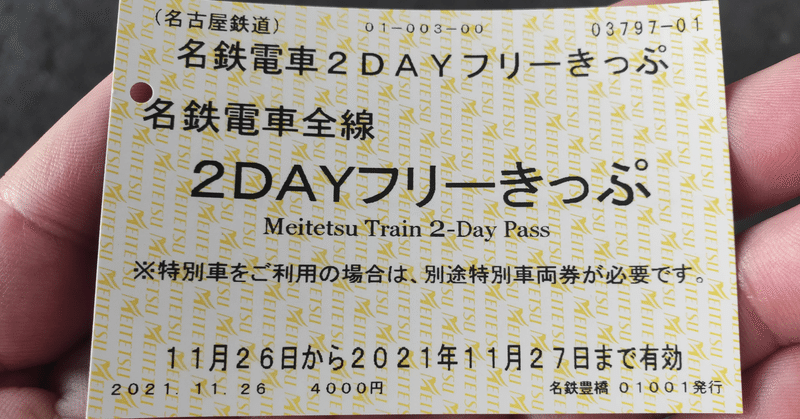 （名古屋鉄道） 01-003-00 03797-01
名鉄電車２ＤＡＹフリーきっぷ
名鉄電車全線
２ＤＡＹフリーきっぷ
Meitetsu Train 2-Day Pass
※特別車をご利用の場合は、別途特別車両券が必要です。
１１月２６日から２０２１年１１月２７日まで有効
2021.11.26 4000円 名鉄豊橋 01001発行